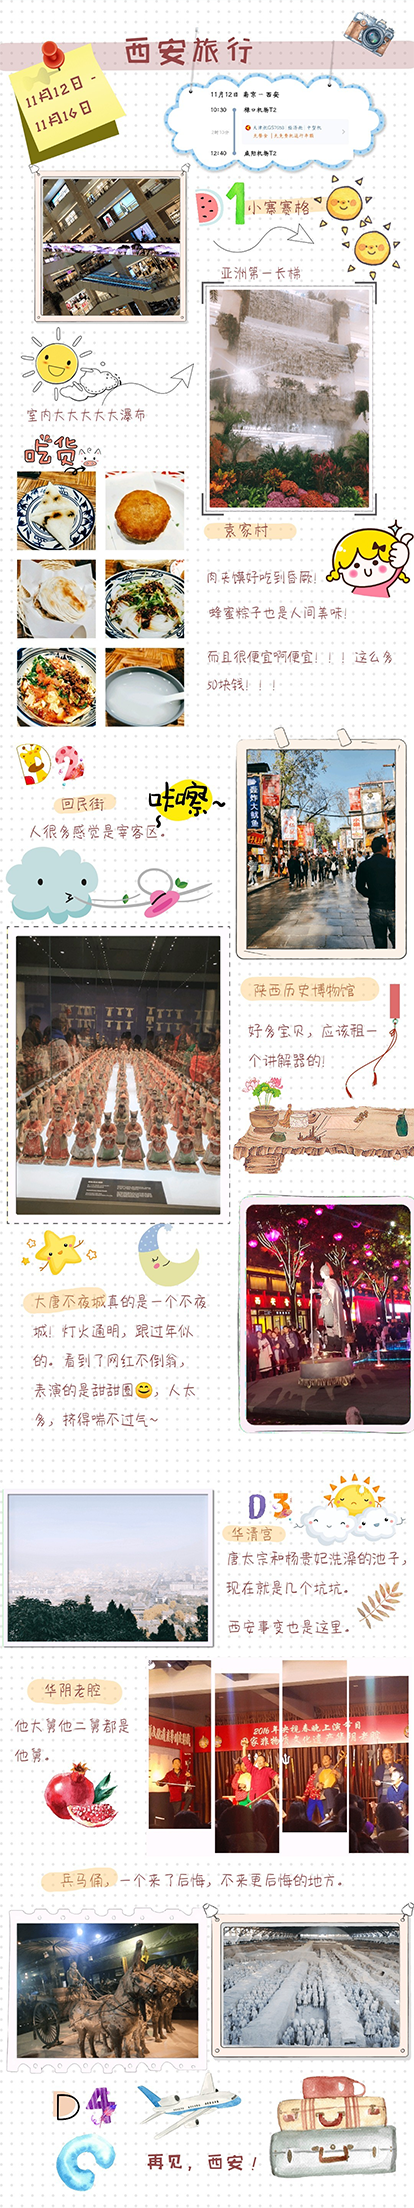 西安旅行
11月12日-
11月16日
11月12日 南京-西安
10:30 禄口机场T2
12:40 咸阳机场T2
D1 小寨赛格
亚洲第一长梯
室内大大大大大瀑布
吃货
袁家村
肉夹馍好吃到昏厥!
蜂蜜粽子也是人间美味!
而且很便宜啊便宜!!!这么多
50块钱!!!
D2
回民街
咔嚓~
人很多感觉是宰客区。
轰炸大鱿鱼
陕西历史博物馆
好多宝贝,应该租一
个讲解器的!
大唐不夜城真的是一个不夜
城!灯火通明,跟过年似
的。看到了网红不倒翁,
表演的是甜甜圈😊,人太
多,挤得喘不过气~
D3
华清宫
唐太宗和杨贵妃洗澡的池子,
现在就是几个坑坑。
西安事变也是这里。
华阴老腔
他大舅他二舅都是
他舅。
2016年央视春晚上演节目
兵马俑,一个来了后悔,不来更后悔的地方。
D4
再见,西安!